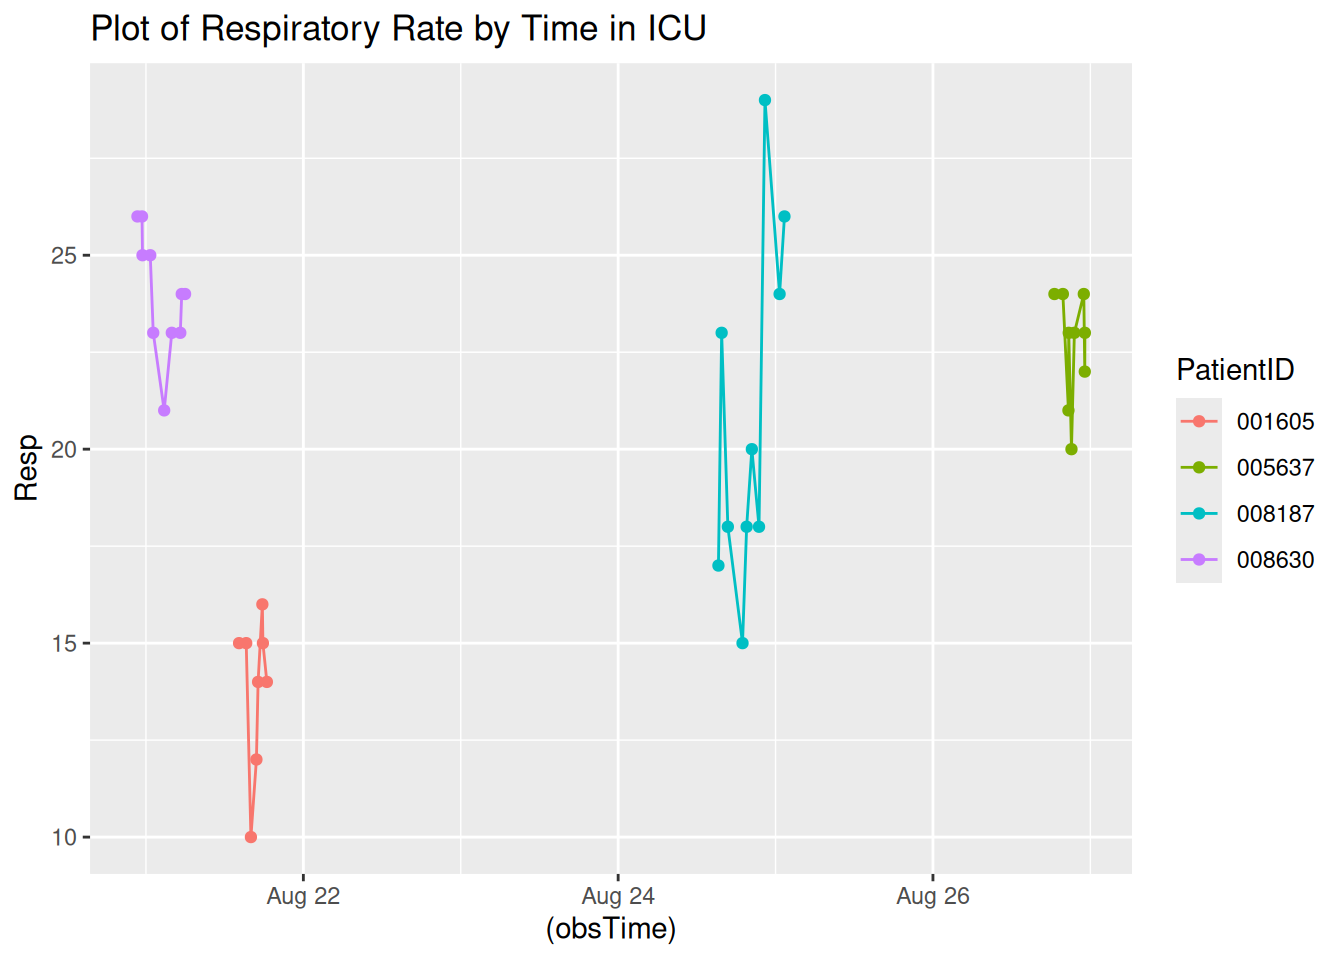 Plot of Respiratory Rate by Time in ICU
25
20
15
10
Resp
Aug 22
Aug 24
Aug 26
(obsTime)
PatientID
001605
005637
008187
008630